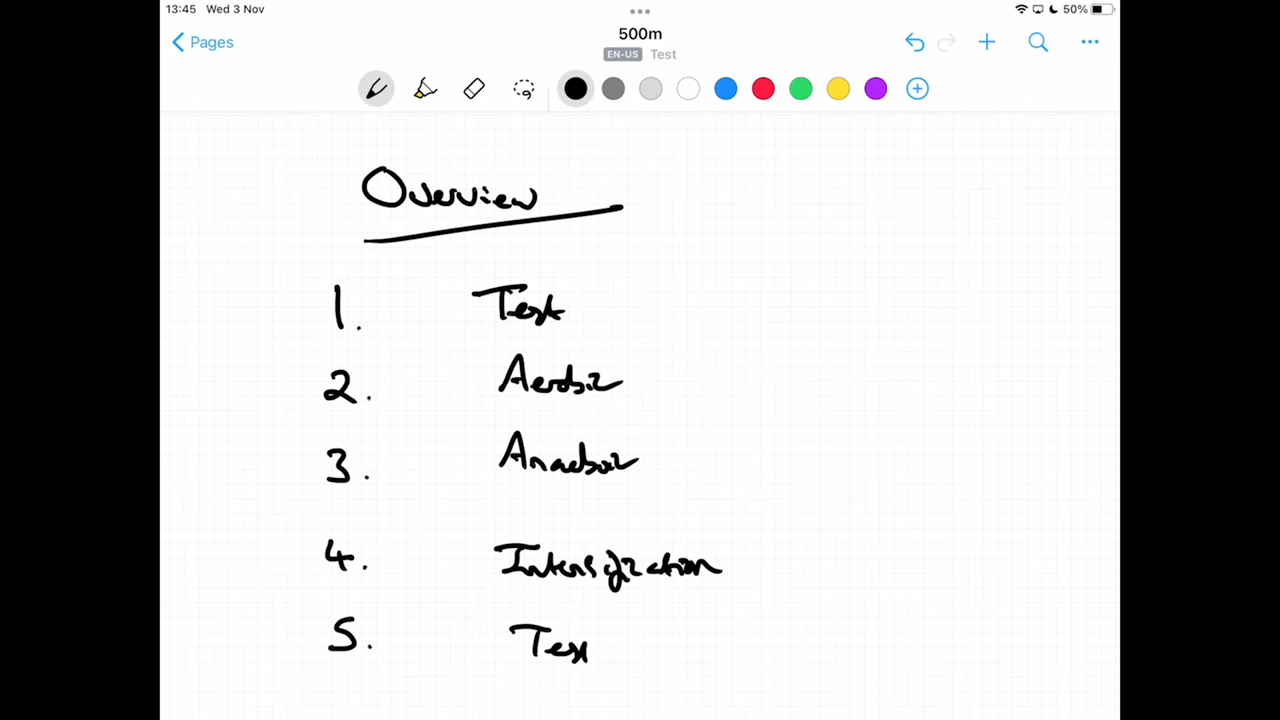 13:45 Wed 3 Nov 50%
Pages
500m
EN-US Test
Overview
1. Test
2. Aerobic
3. Anaeboic
4. Intensification
5. Test